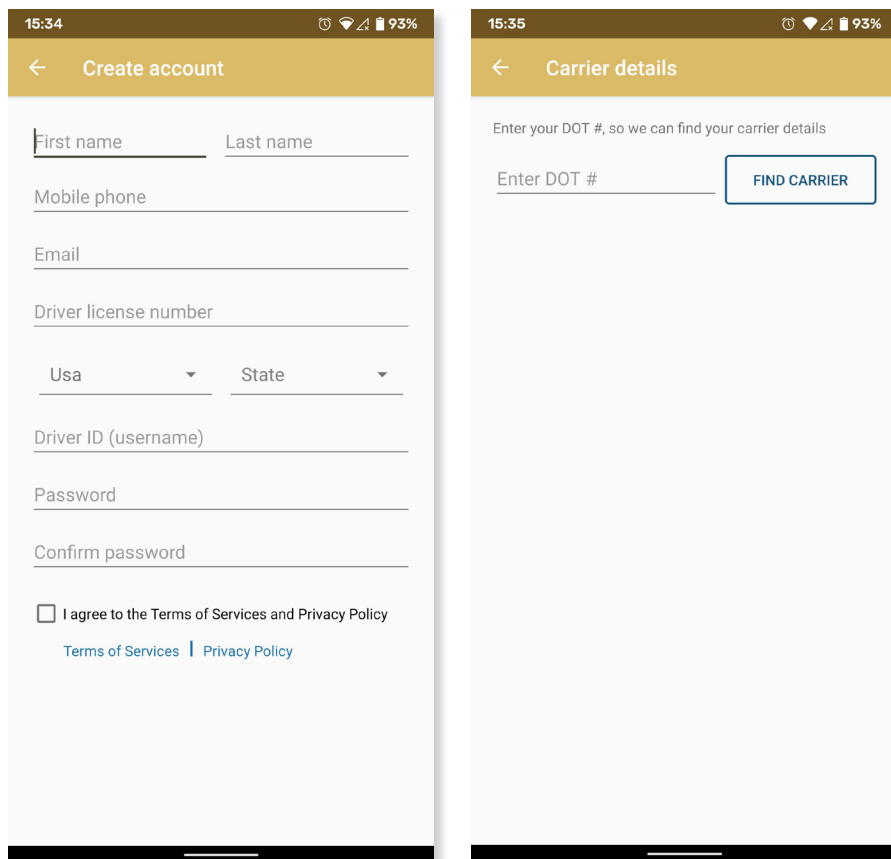 15:34 93%
Create account
First name Last name
Mobile phone
Email
Driver license number
Usa State
Driver ID (username)
Password
Confirm password
I agree to the Terms of Services and Privacy Policy
Terms of Services | Privacy Policy
15:35 93%
Carrier details
Enter your DOT #, so we can find your carrier details
Enter DOT # FIND CARRIER